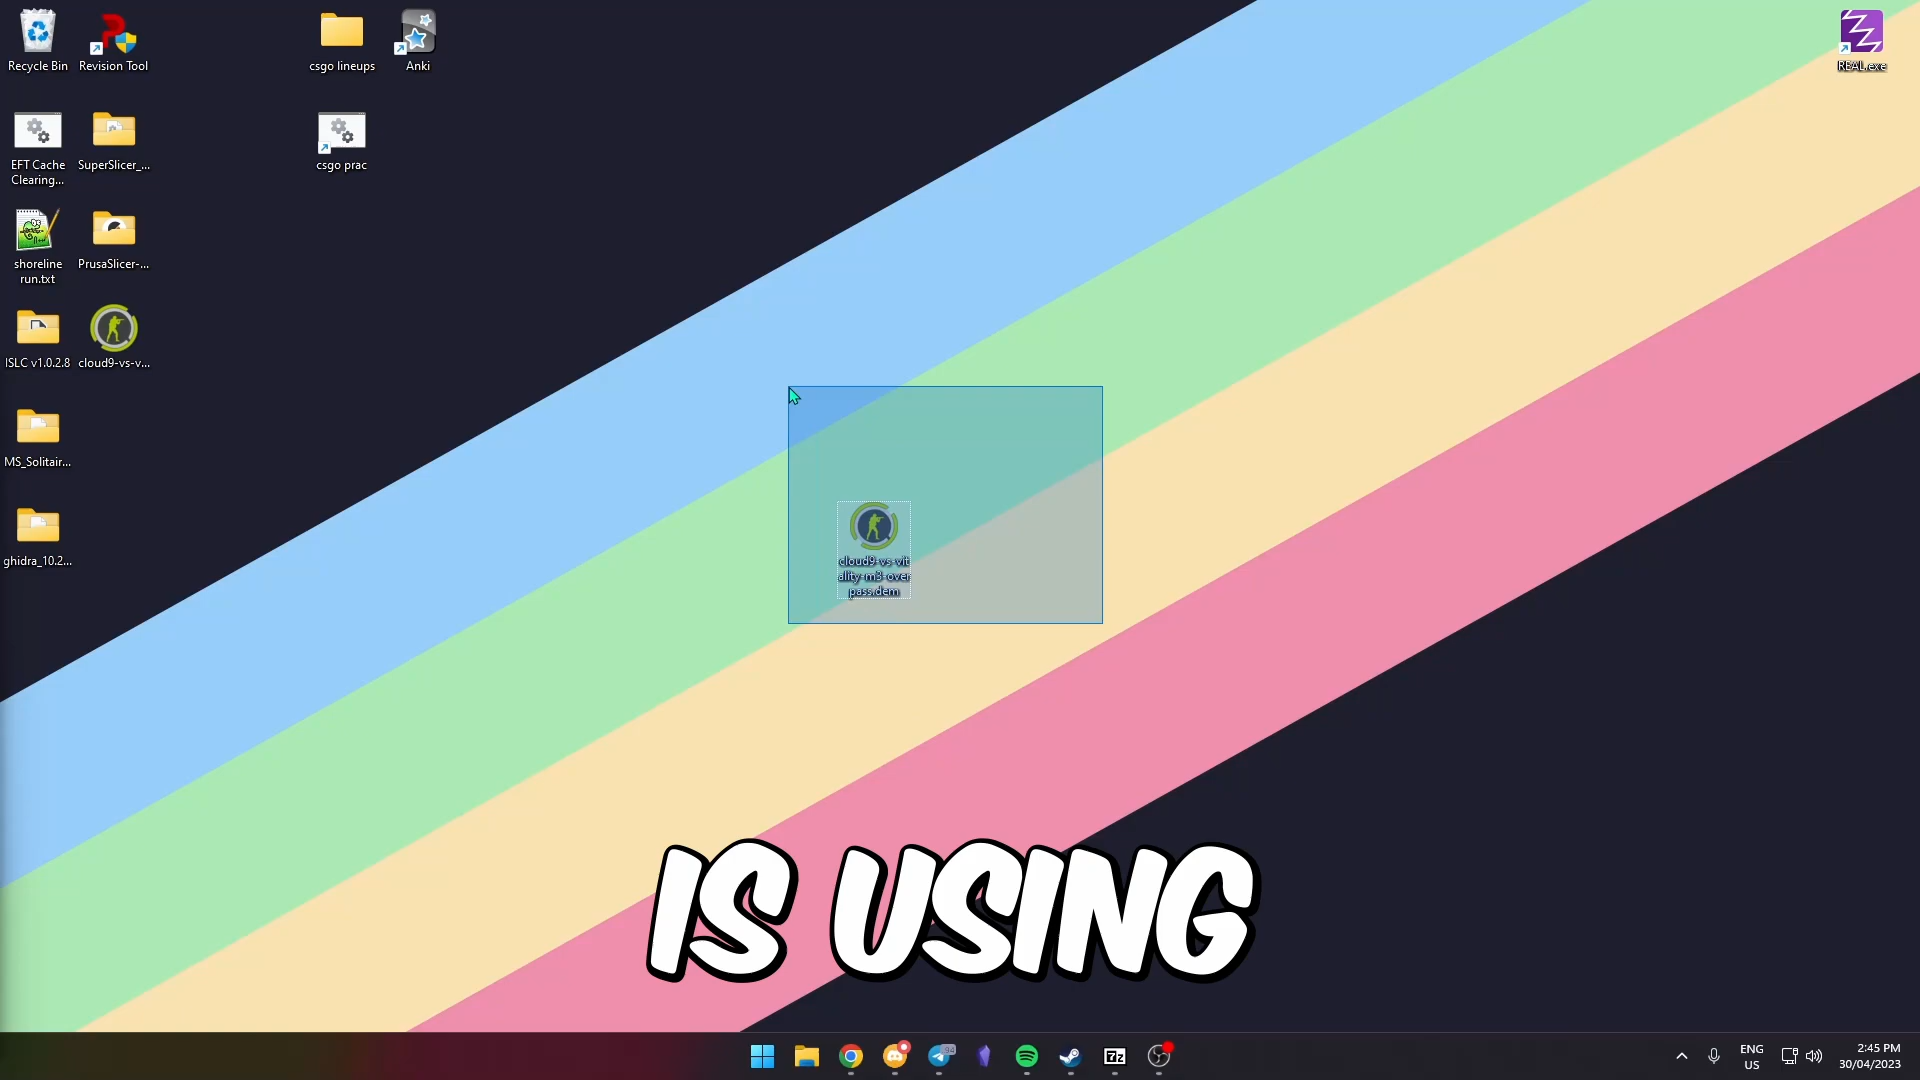 Recycle Bin
Revision Tool
csgo lineups
Anki
REAL.exe
EFT Cache
Clearing...
SuperSlicer_...
csgo prac
shoreline
run.txt
PrusaSlicer-...
ISLC v1.0.2.8
cloud9-vs-v...
MS_Solitair...
ghidra_10.2...
cloud9-vs-vit
ality-m3-over
pass.dem
IS USING
94
7z
ENG
US
2:45 PM
30/04/2023